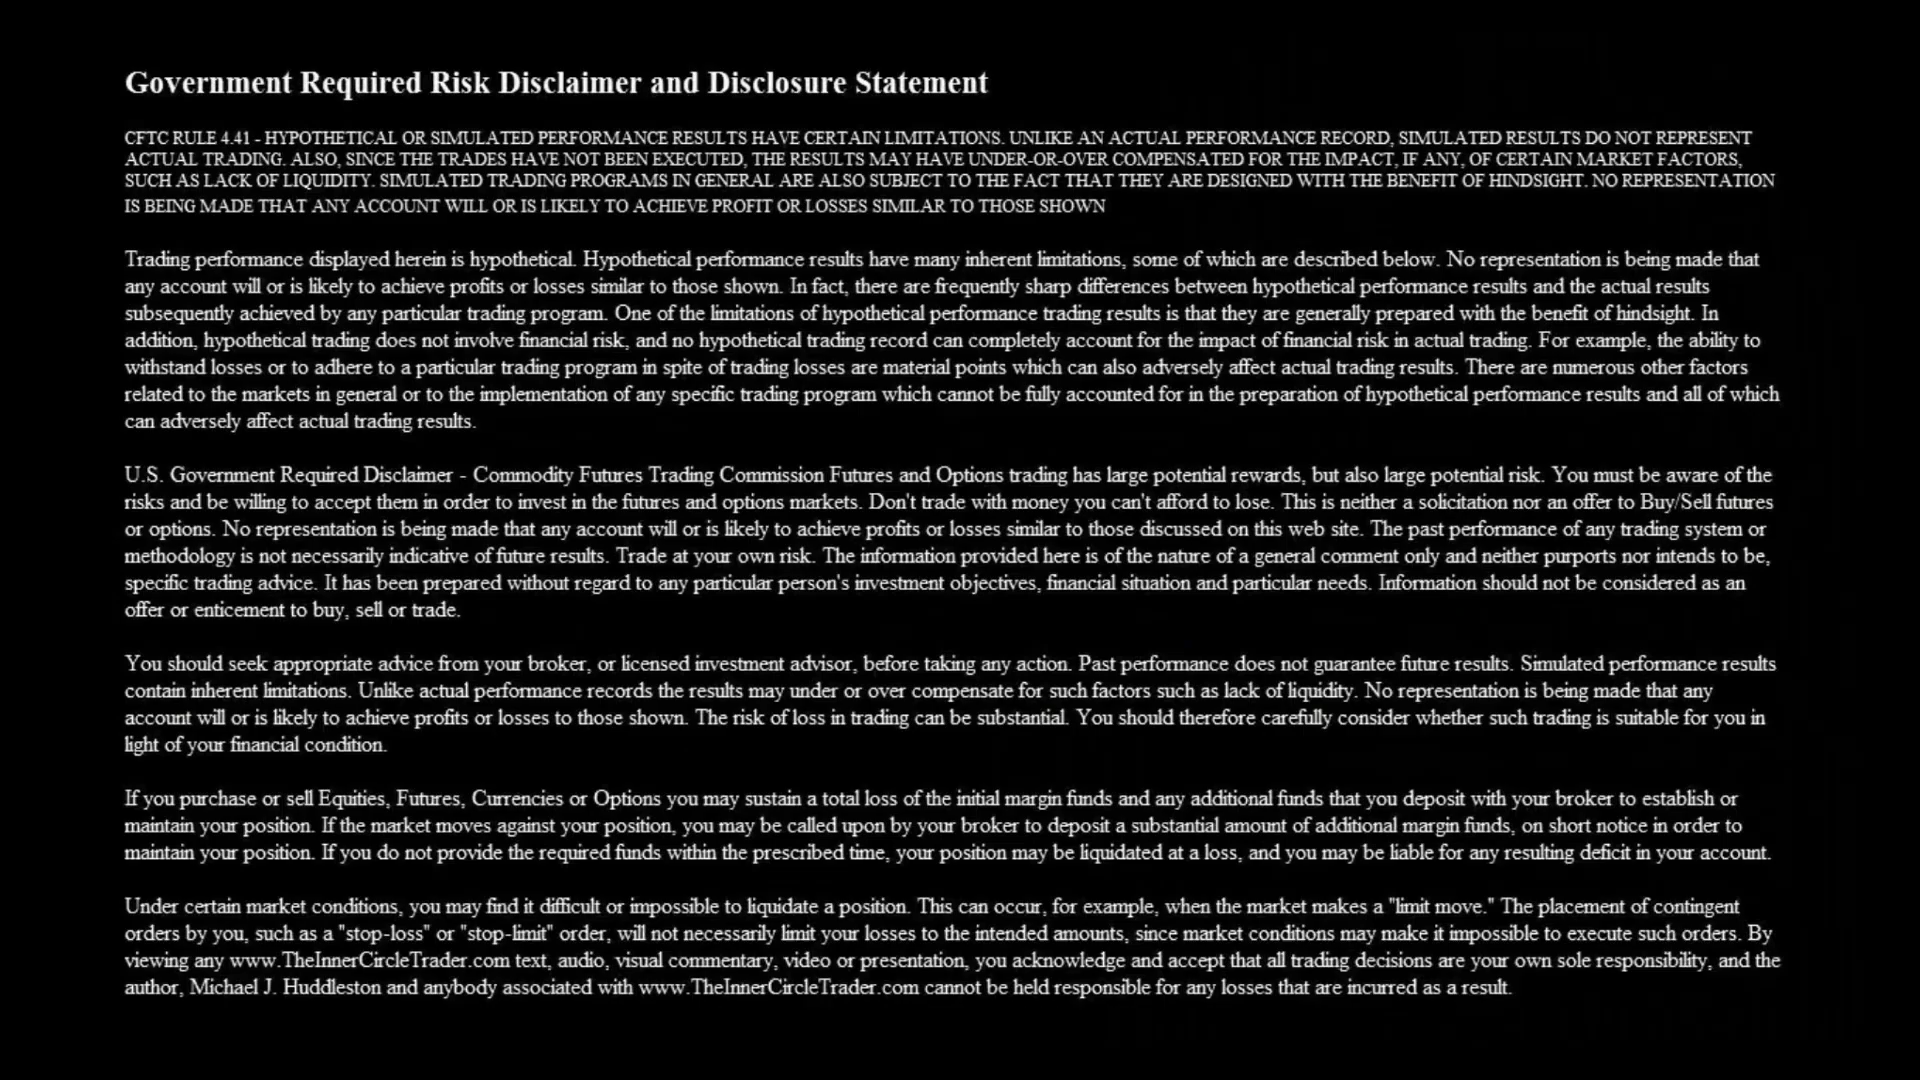 Government Required Risk Disclaimer and Disclosure Statement
CFTC RULE 4.41 - HYPOTHETICAL OR SIMULATED PERFORMANCE RESULTS HAVE CERTAIN LIMITATIONS. UNLIKE AN ACTUAL PERFORMANCE RECORD, SIMULATED RESULTS DO NOT REPRESENT
ACTUAL TRADING. ALSO, SINCE THE TRADES HAVE NOT BEEN EXECUTED, THE RESULTS MAY HAVE UNDER-OR-OVER COMPENSATED FOR THE IMPACT, IF ANY, OF CERTAIN MARKET FACTORS,
SUCH AS LACK OF LIQUIDITY. SIMULATED TRADING PROGRAMS IN GENERAL ARE ALSO SUBJECT TO THE FACT THAT THEY ARE DESIGNED WITH THE BENEFIT OF HINDSIGHT. NO REPRESENTATION
IS BEING MADE THAT ANY ACCOUNT WILL OR IS LIKELY TO ACHIEVE PROFIT OR LOSSES SIMILAR TO THOSE SHOWN
Trading performance displayed herein is hypothetical. Hypothetical performance results have many inherent limitations, some of which are described below. No representation is being made that
any account will or is likely to achieve profits or losses similar to those shown. In fact, there are frequently sharp differences between hypothetical performance results and the actual results
subsequently achieved by any particular trading program. One of the limitations of hypothetical performance trading results is that they are generally prepared with the benefit of hindsight. In
addition, hypothetical trading does not involve financial risk, and no hypothetical trading record can completely account for the impact of financial risk in actual trading. For example, the ability to
withstand losses or to adhere to a particular trading program in spite of trading losses are material points which can also adversely affect actual trading results. There are numerous other factors
related to the markets in general or to the implementation of any specific trading program which cannot be fully accounted for in the preparation of hypothetical performance results and all of which
can adversely affect actual trading results.
U.S. Government Required Disclaimer - Commodity Futures Trading Commission Futures and Options trading has large potential rewards, but also large potential risk. You must be aware of the
risks and be willing to accept them in order to invest in the futures and options markets. Don't trade with money you can't afford to lose. This is neither a solicitation nor an offer to Buy/Sell futures
or options. No representation is being made that any account will or is likely to achieve profits or losses similar to those discussed on this web site. The past performance of any trading system or
methodology is not necessarily indicative of future results. Trade at your own risk. The information provided here is of the nature of a general comment only and neither purports nor intends to be,
specific trading advice. It has been prepared without regard to any particular person's investment objectives, financial situation and particular needs. Information should not be considered as an
offer or enticement to buy, sell or trade.
You should seek appropriate advice from your broker, or licensed investment advisor, before taking any action. Past performance does not guarantee future results. Simulated performance results
contain inherent limitations. Unlike actual performance records the results may under or over compensate for such factors such as lack of liquidity. No representation is being made that any
account will or is likely to achieve profits or losses to those shown. The risk of loss in trading can be substantial. You should therefore carefully consider whether such trading is suitable for you in
light of your financial condition.
If you purchase or sell Equities, Futures, Currencies or Options you may sustain a total loss of the initial margin funds and any additional funds that you deposit with your broker to establish or
maintain your position. If the market moves against your position, you may be called upon by your broker to deposit a substantial amount of additional margin funds, on short notice in order to
maintain your position. If you do not provide the required funds within the prescribed time, your position may be liquidated at a loss, and you may be liable for any resulting deficit in your account.
Under certain market conditions, you may find it difficult or impossible to liquidate a position. This can occur, for example, when the market makes a "limit move." The placement of contingent
orders by you, such as a "stop-loss" or "stop-limit" order, will not necessarily limit your losses to the intended amounts, since market conditions may make it impossible to execute such orders. By
viewing any www.TheInnerCircleTrader.com text, audio, visual commentary, video or presentation, you acknowledge and accept that all trading decisions are your own sole responsibility, and the
author, Michael J. Huddleston and anybody associated with www.TheInnerCircleTrader.com cannot be held responsible for any losses that are incurred as a result.